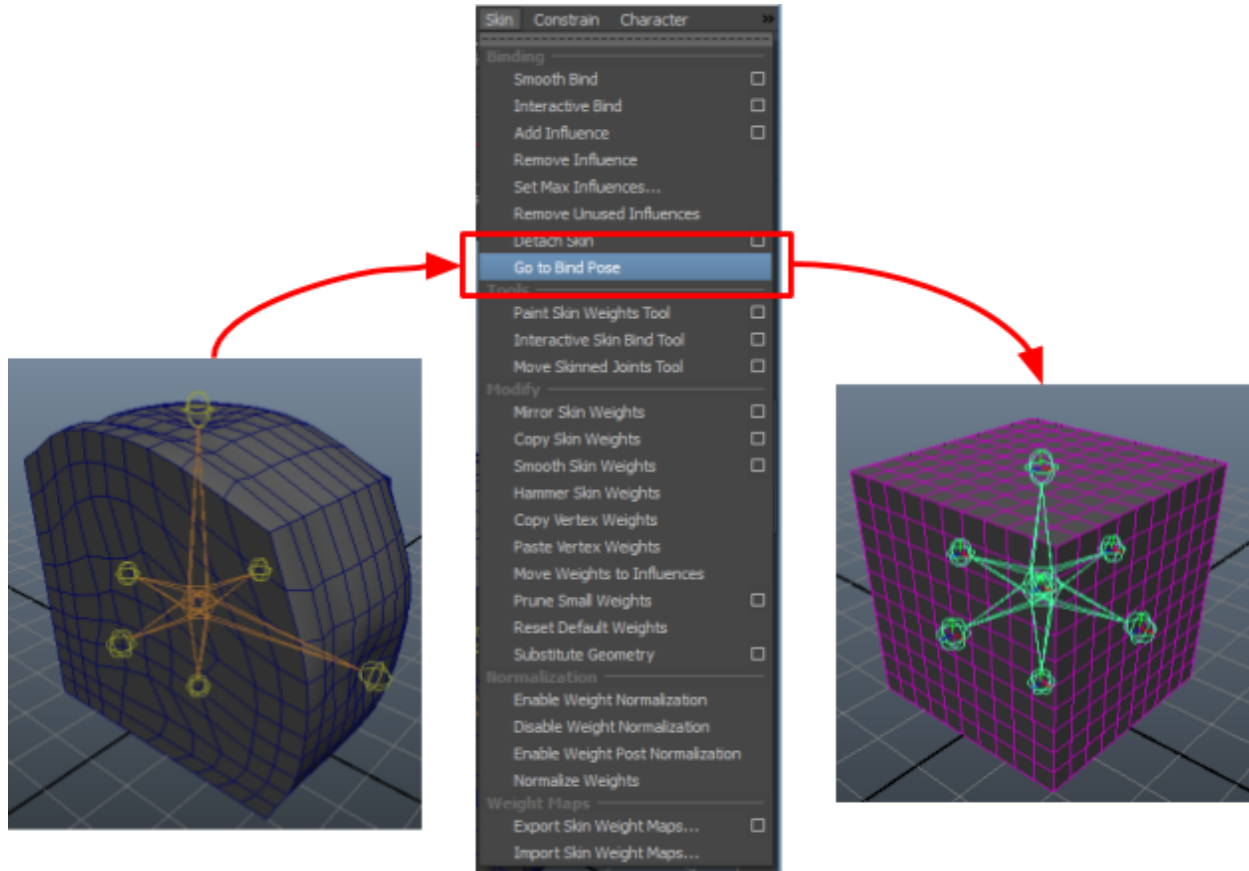 Skin Constrain Character »
Binding
Smooth Bind
Interactive Bind
Add Influence
Remove Influence
Set Max Influences...
Remove Unused Influences
Detach Skin
Go to Bind Pose
Tools
Paint Skin Weights Tool
Interactive Skin Bind Tool
Move Skinned Joints Tool
Modify
Mirror Skin Weights
Copy Skin Weights
Smooth Skin Weights
Hammer Skin Weights
Copy Vertex Weights
Paste Vertex Weights
Move Weights to Influences
Prune Small Weights
Reset Default Weights
Substitute Geometry
Normalization
Enable Weight Normalization
Disable Weight Normalization
Enable Weight Post Normalization
Normalize Weights
Weight Maps
Export Skin Weight Maps...
Import Skin Weight Maps...